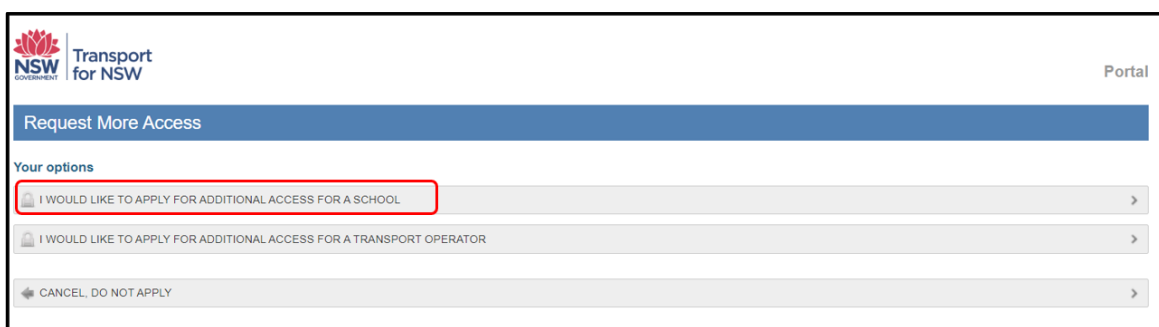 NSW
GOVERNMENT
Transport
for NSW
Portal
Request More Access
Your options
I WOULD LIKE TO APPLY FOR ADDITIONAL ACCESS FOR A SCHOOL
I WOULD LIKE TO APPLY FOR ADDITIONAL ACCESS FOR A TRANSPORT OPERATOR
CANCEL, DO NOT APPLY